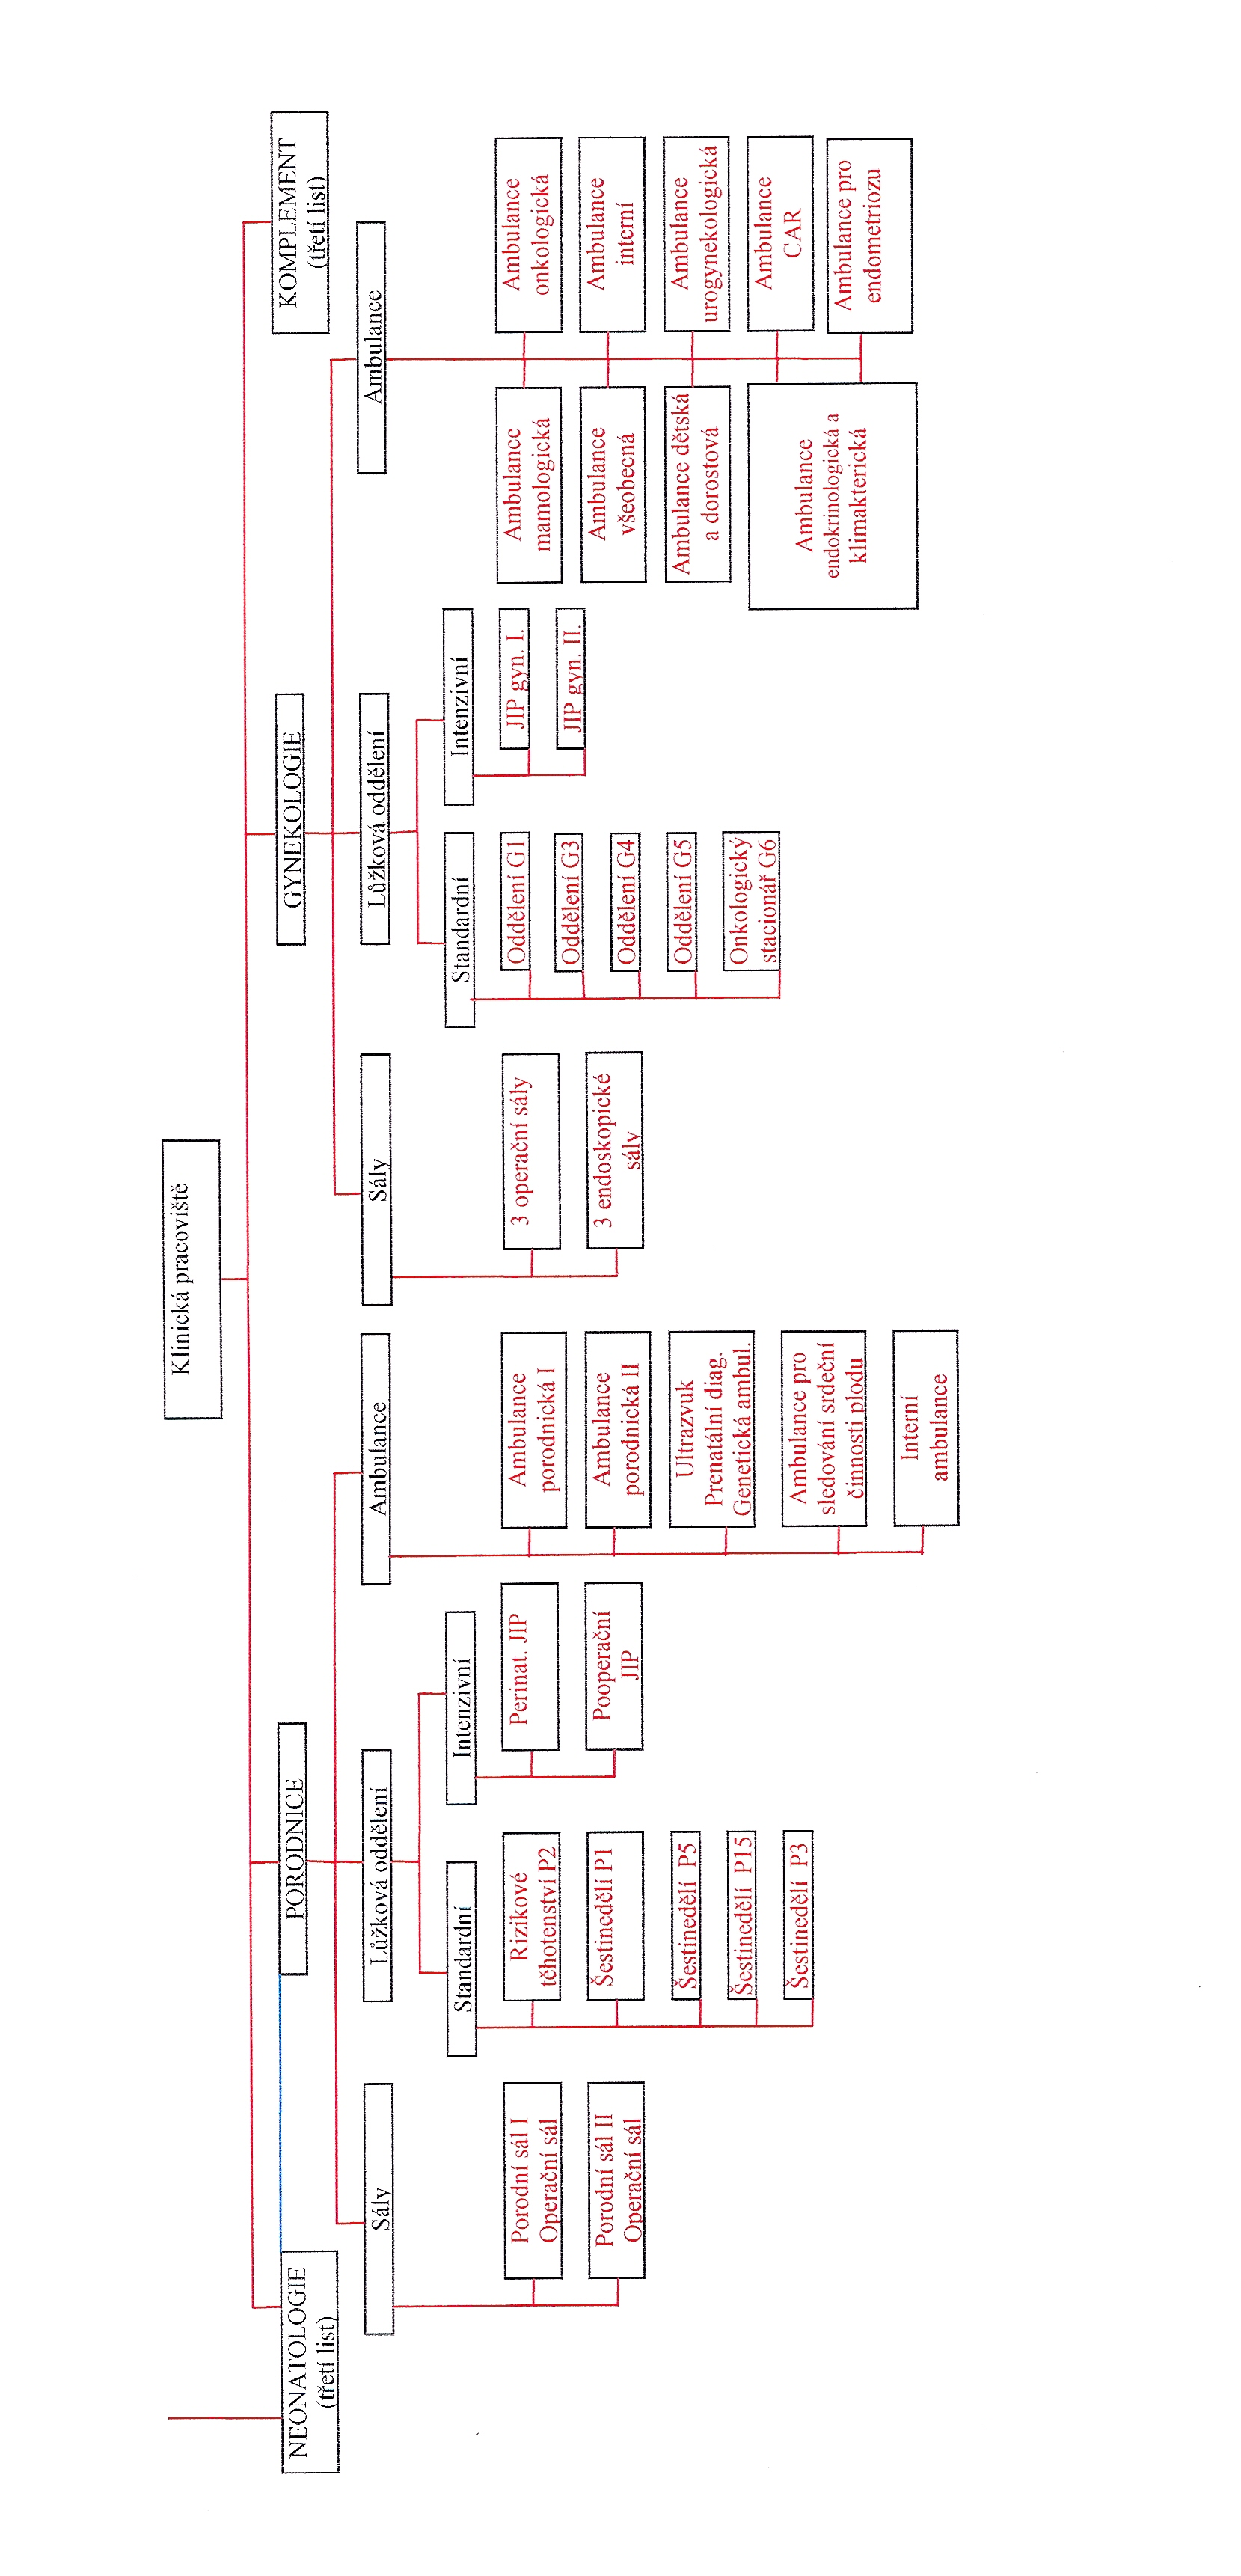 Klinická pracoviště
NEONATOLOGIE
(třetí list)
PORODNICE
GYNEKOLOGIE
KOMPLEMENT
(třetí list)
Sály
Porodní sál I
Operační sál
Porodní sál II
Operační sál
Lůžková oddělení
Standardní
Rizikové
těhotenství P2
Šestinedělí P1
Šestinedělí P5
Šestinedělí P15
Šestinedělí P3
Intenzivní
Perinat. JIP
Pooperační
JIP
Ambulance
Ambulance
porodnická I
Ambulance
porodnická II
Ultrazvuk
Prenatální diag.
Genetická ambul.
Ambulance pro
sledování srdeční
činnosti plodu
Interní
ambulance
Sály
3 operační sály
3 endoskopické
sály
Lůžková oddělení
Standardní
Oddělení G1
Oddělení G3
Oddělení G4
Oddělení G5
Onkologický
stacionář G6
Intenzivní
JIP gyn. I.
JIP gyn. II.
Ambulance
Ambulance
mamologická
Ambulance
onkologická
Ambulance
všeobecná
Ambulance
interní
Ambulance dětská
a dorostová
Ambulance
urogynekologická
Ambulance
endokrinologická a
klimakterická
Ambulance
CAR
Ambulance pro
endometriozu